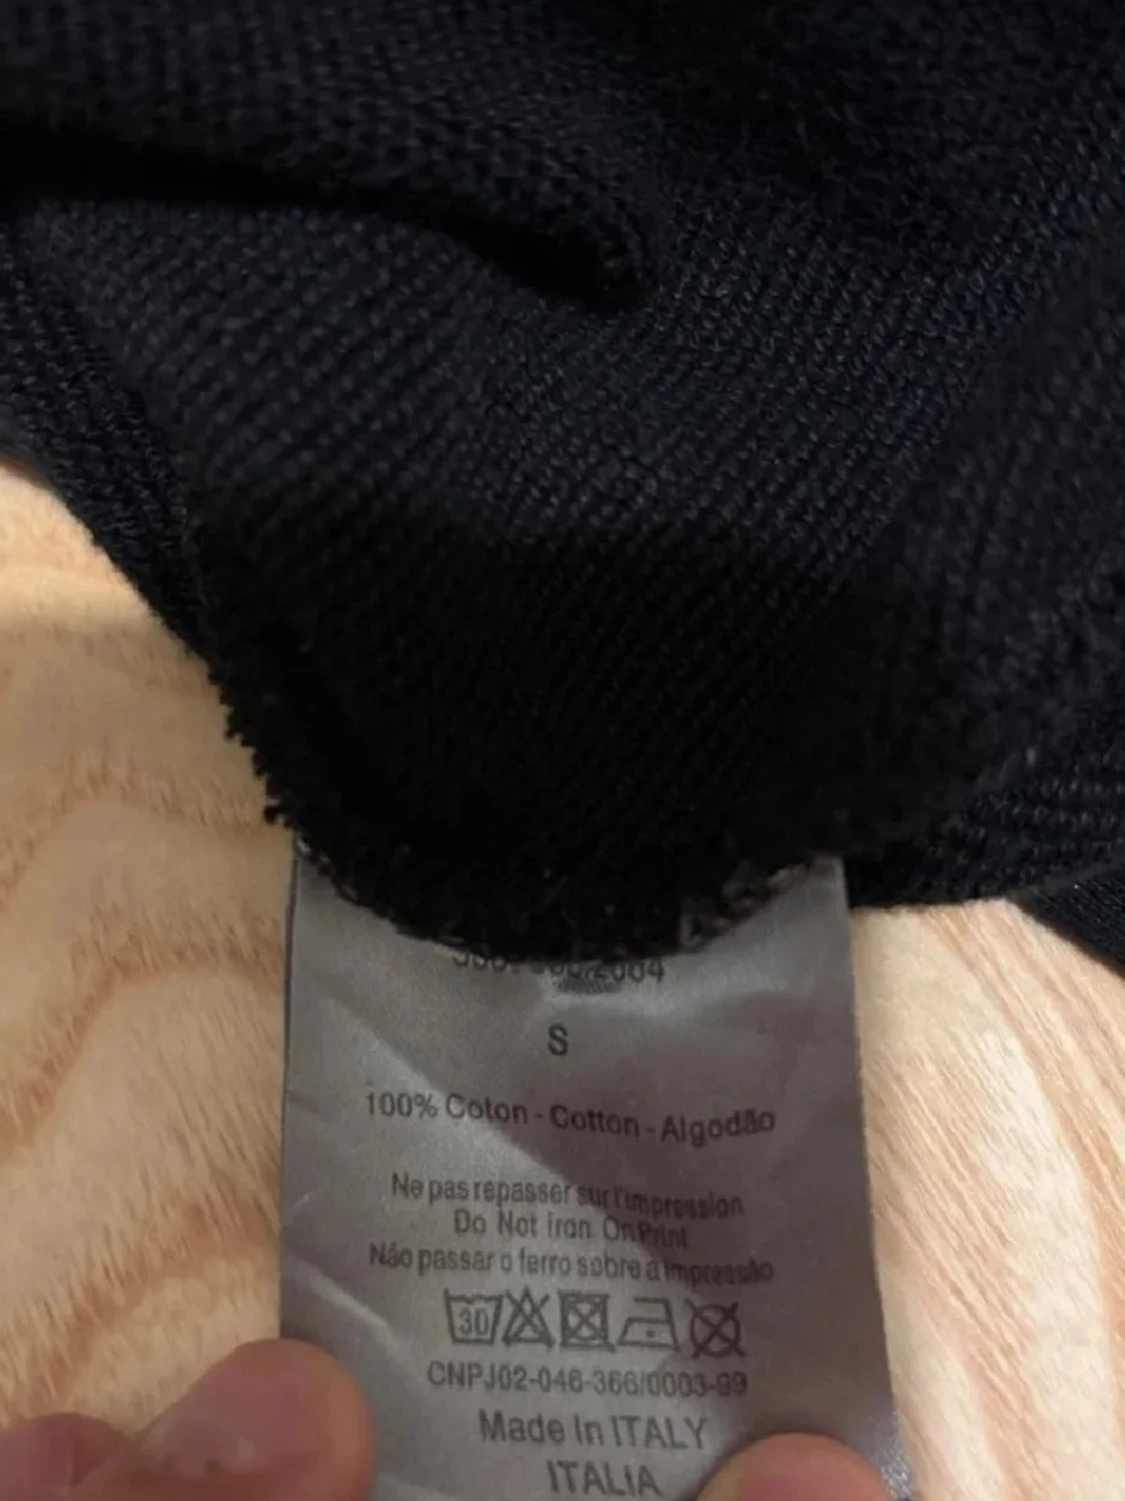 S
100% Coton - Cotton - Algodão
Ne pas repasser sur l'impression
Do Not Iron On Print
Não passar o ferro sobre a impressão
30
CNPJ02-046-366/0003-99
Made In ITALY
ITALIA